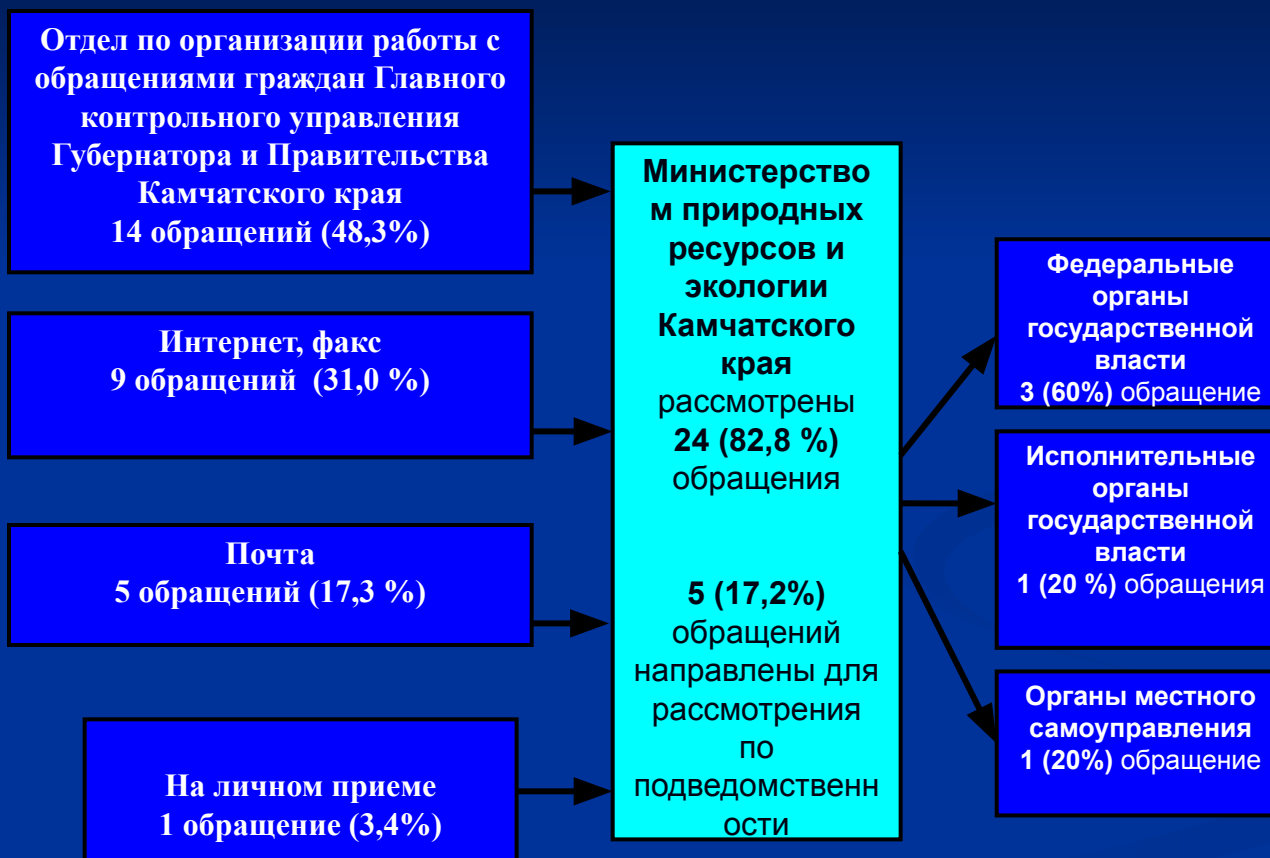 Отдел по организации работы с
обращениями граждан Главного
контрольного управления
Губернатора и Правительства
Камчатского края
14 обращений (48,3%)
Интернет, факс
9 обращений (31,0 %)
Почта
5 обращений (17,3 %)
На личном приеме
1 обращение (3,4%)
Министерство
м природных
ресурсов и
экологии
Камчатского
края
рассмотрены
24 (82,8 %)
обращения
5 (17,2%)
обращений
направлены для
рассмотрения
по
подведомственн
ости
Федеральные
органы
государственной
власти
3 (60%) обращение
Исполнительные
органы
государственной
власти
1 (20 %) обращения
Органы местного
самоуправления
1 (20%) обращение